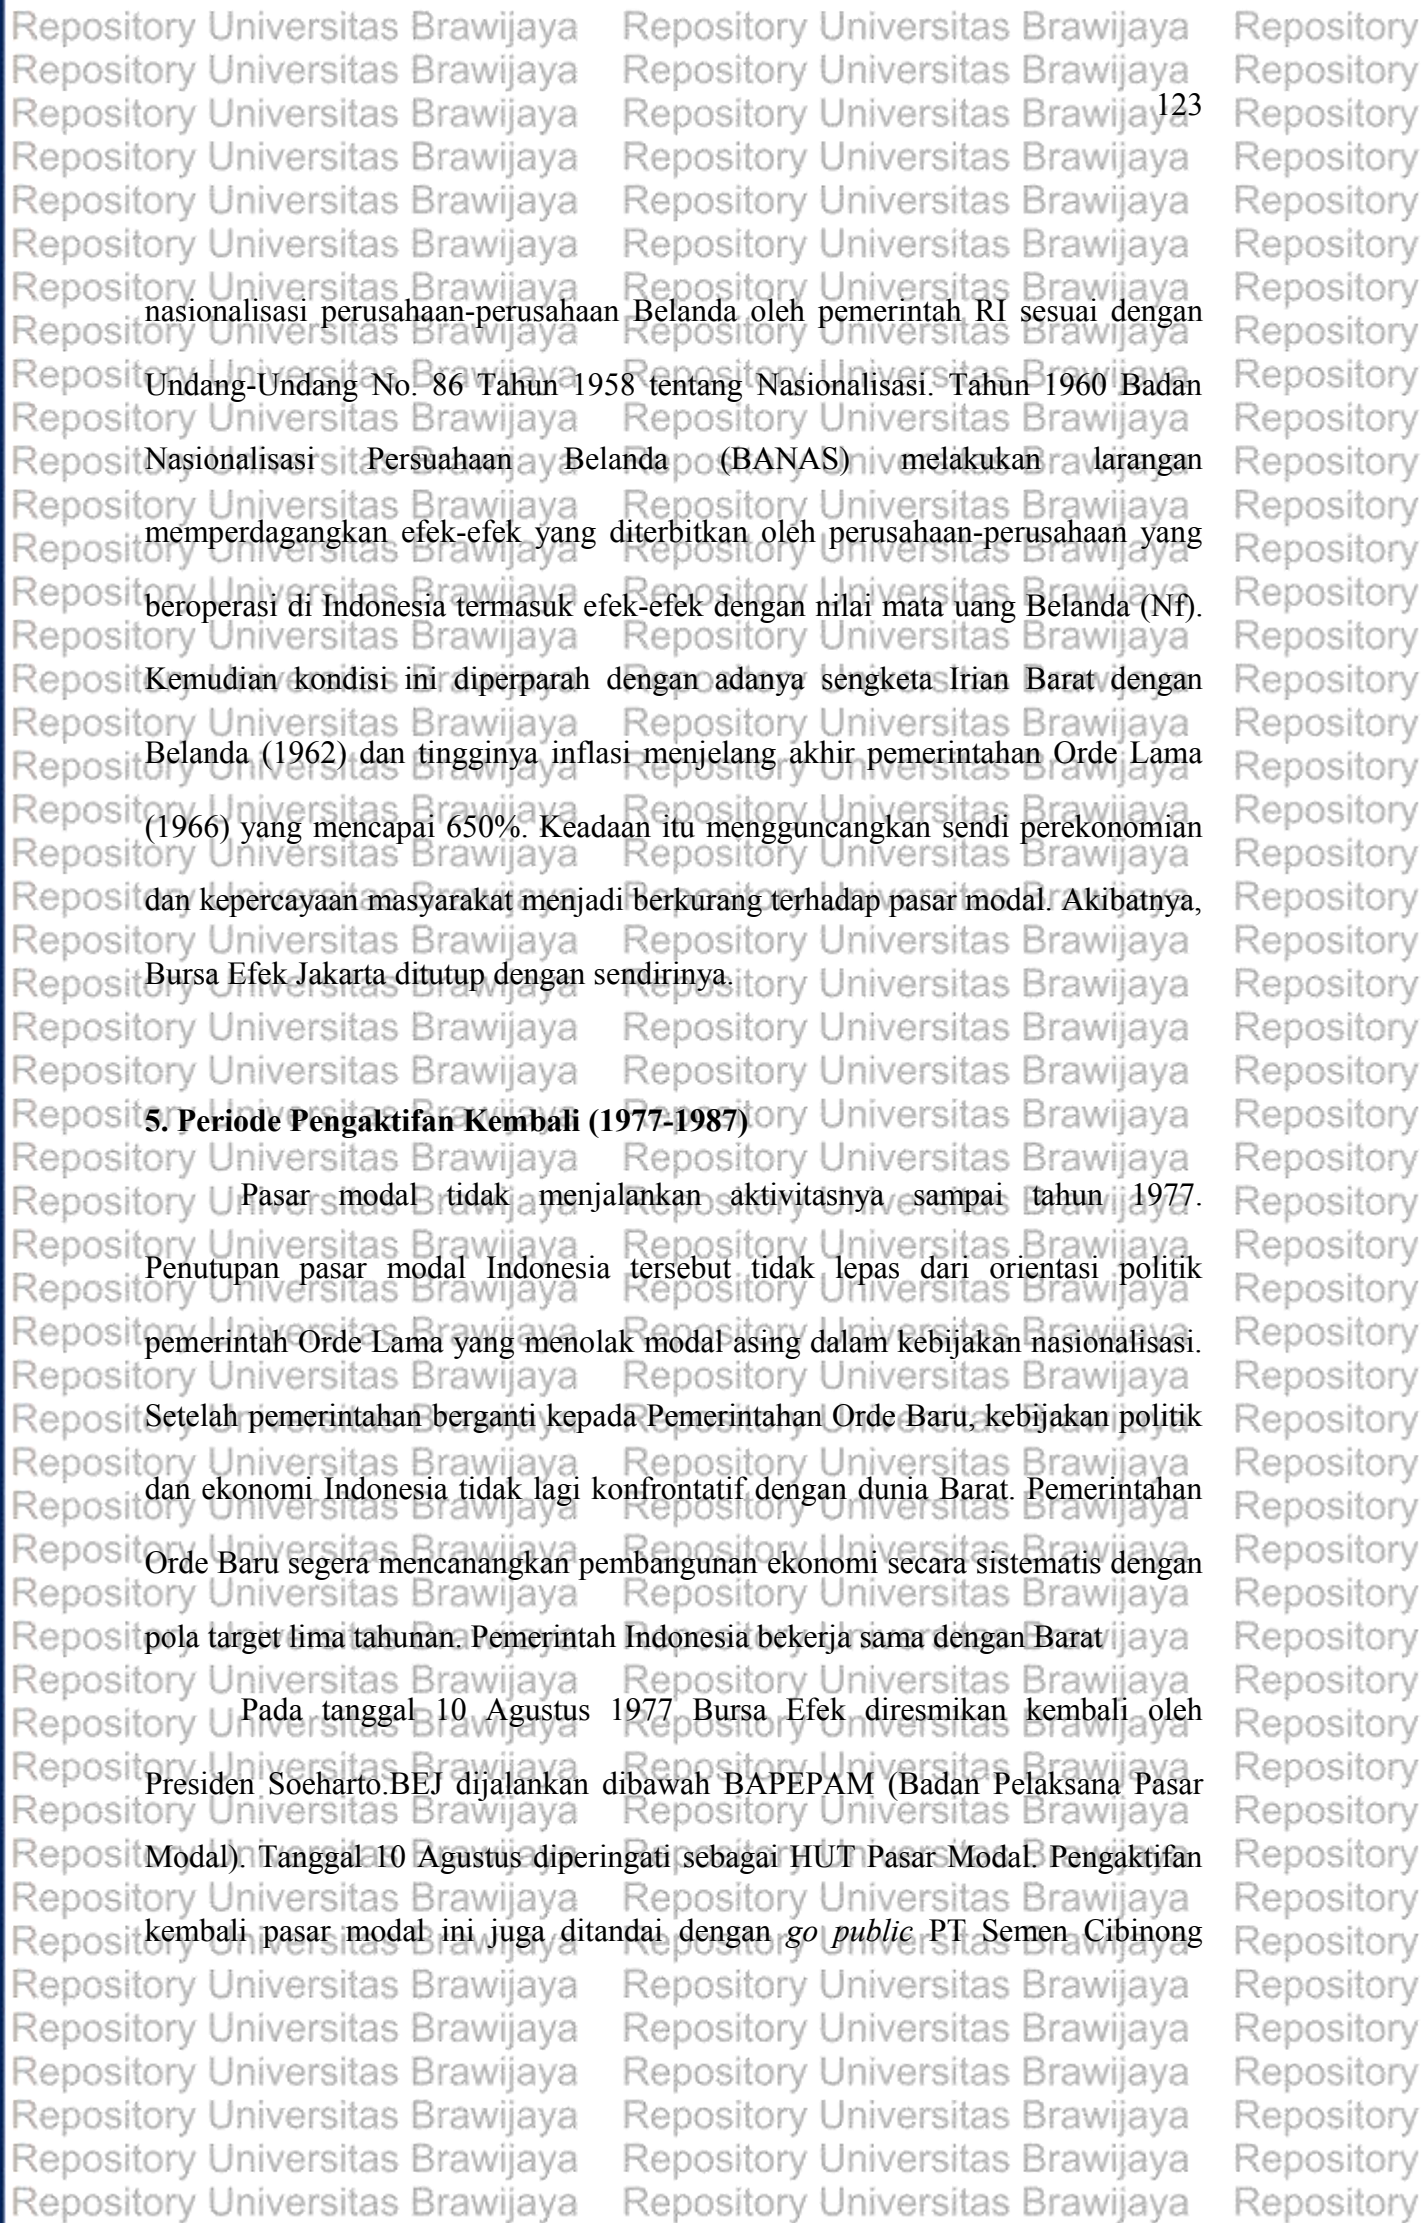 123
nasionalisasi perusahaan-perusahaan Belanda oleh pemerintah RI sesuai dengan
Undang-Undang No. 86 Tahun 1958 tentang Nasionalisasi. Tahun 1960 Badan
Nasionalisasi Persuahaan Belanda (BANAS) melakukan larangan
memperdagangkan efek-efek yang diterbitkan oleh perusahaan-perusahaan yang
beroperasi di Indonesia termasuk efek-efek dengan nilai mata uang Belanda (Nf).
Kemudian kondisi ini diperparah dengan adanya sengketa Irian Barat dengan
Belanda (1962) dan tingginya inflasi menjelang akhir pemerintahan Orde Lama
(1966) yang mencapai 650%. Keadaan itu mengguncangkan sendi perekonomian
dan kepercayaan masyarakat menjadi berkurang terhadap pasar modal. Akibatnya,
Bursa Efek Jakarta ditutup dengan sendirinya.
5. Periode Pengaktifan Kembali (1977-1987)
Pasar modal tidak menjalankan aktivitasnya sampai tahun 1977.
Penutupan pasar modal Indonesia tersebut tidak lepas dari orientasi politik
pemerintah Orde Lama yang menolak modal asing dalam kebijakan nasionalisasi.
Setelah pemerintahan berganti kepada Pemerintahan Orde Baru, kebijakan politik
dan ekonomi Indonesia tidak lagi konfrontatif dengan dunia Barat. Pemerintahan
Orde Baru segera mencanangkan pembangunan ekonomi secara sistematis dengan
pola target lima tahunan. Pemerintah Indonesia bekerja sama dengan Barat
Pada tanggal 10 Agustus 1977 Bursa Efek diresmikan kembali oleh
Presiden Soeharto.BEJ dijalankan dibawah BAPEPAM (Badan Pelaksana Pasar
Modal). Tanggal 10 Agustus diperingati sebagai HUT Pasar Modal. Pengaktifan
kembali pasar modal ini juga ditandai dengan go public PT Semen Cibinong